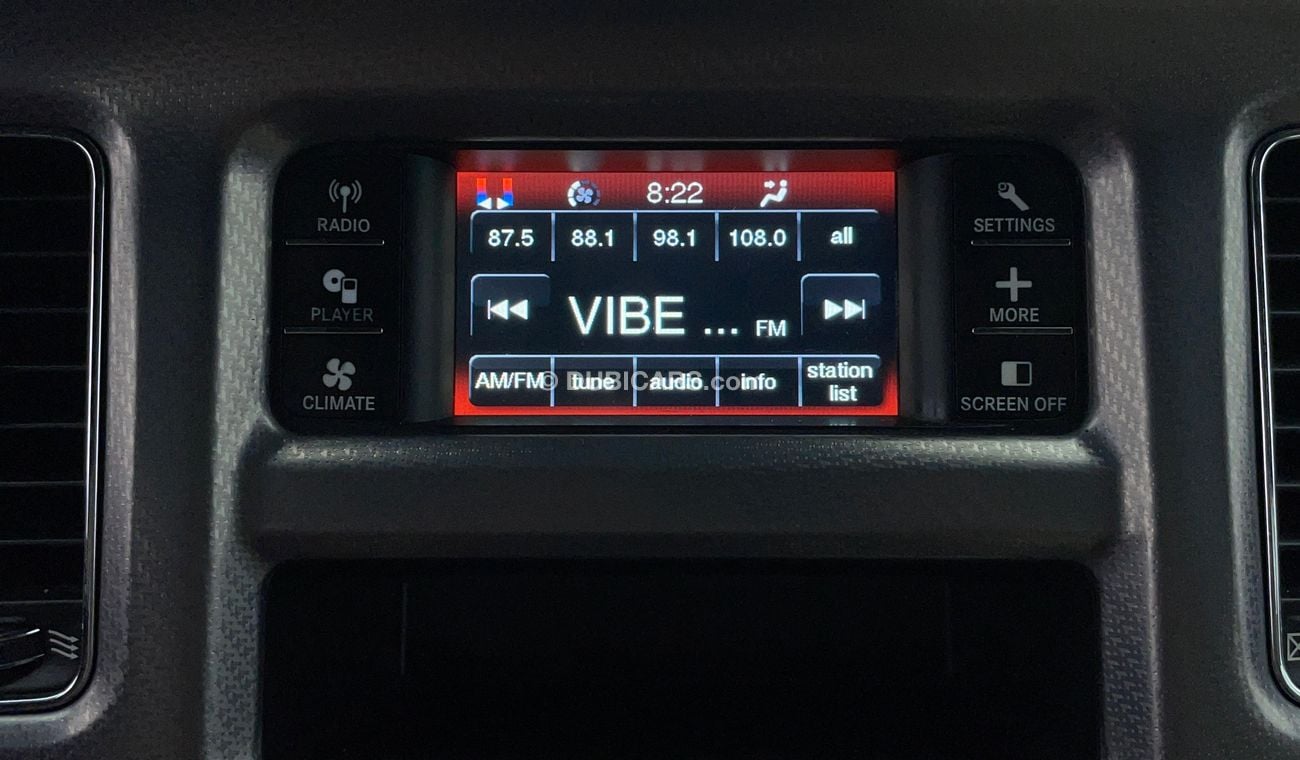 RADIO
PLAYER
CLIMATE
8:22
87.5 88.1 98.1 108.0 all
VIBE ... FM
AM/FM tune audio info station
list
© DUBICARS.com
SETTINGS
MORE
SCREEN OFF